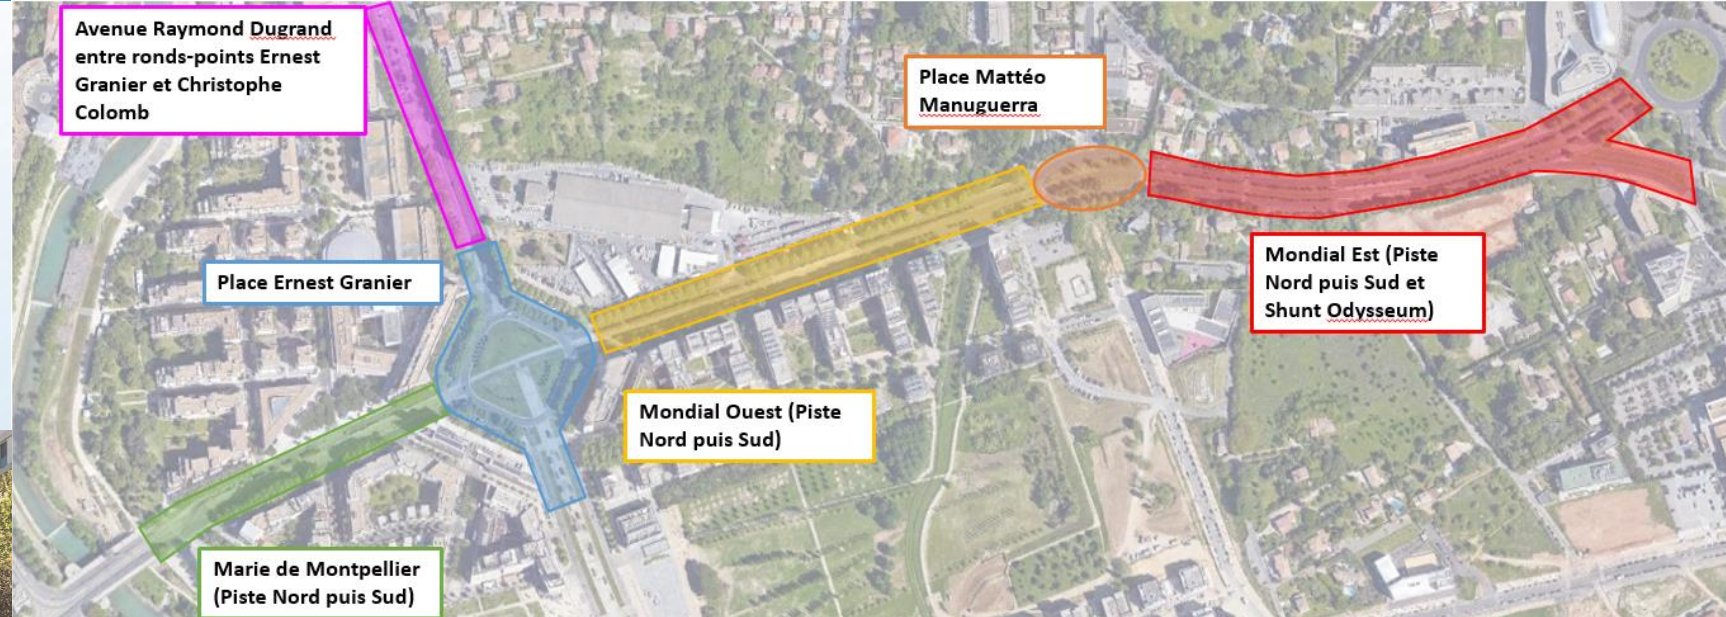 Avenue Raymond Dugrand
entre ronds-points Ernest
Granier et Christophe
Colomb
Place Mattéo
Manuguerra
Place Ernest Granier
Mondial Est (Piste
Nord puis Sud et
Shunt Odysseum)
Mondial Ouest (Piste
Nord puis Sud)
Marie de Montpellier
(Piste Nord puis Sud)